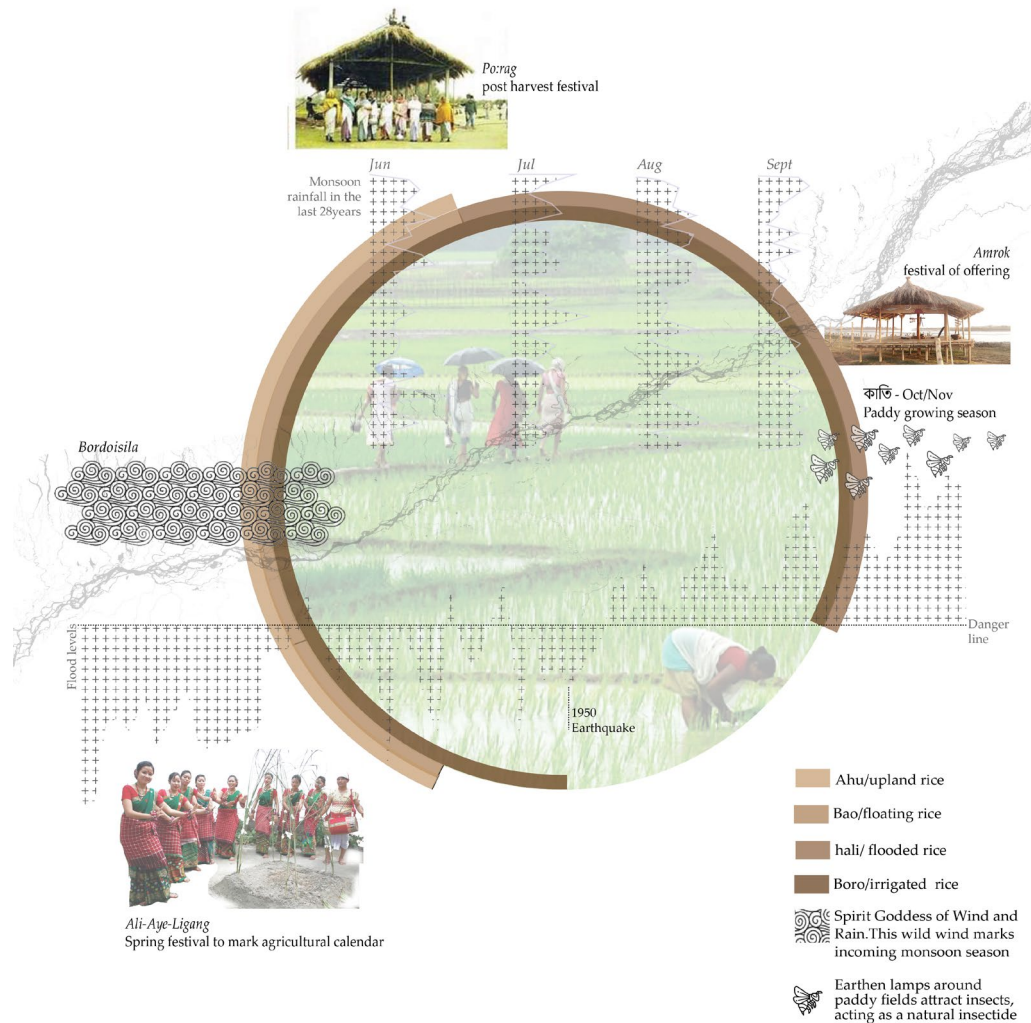 Po:rag
post harvest festival
Jun
Jul
Aug
Sept
Monsoon
rainfall in the
last 28years
Amrok
festival of offering
কাতি - Oct/Nov
Paddy growing season
Bordoisila
Flood levels
Danger
line
1950
Earthquake
Ali-Aye-Ligang
Spring festival to mark agricultural calendar
Ahu/upland rice
Bao/floating rice
hali/ flooded rice
Boro/irrigated rice
Spirit Goddess of Wind and
Rain.This wild wind marks
incoming monsoon season
Earthen lamps around
paddy fields attract insects,
acting as a natural insectide